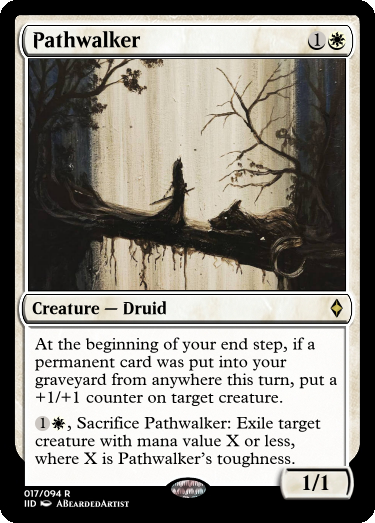 Pathwalker 1
Creature — Druid
At the beginning of your end step, if a
permanent card was put into your
graveyard from anywhere this turn, put a
+1/+1 counter on target creature.
1, Sacrifice Pathwalker: Exile target
creature with mana value X or less,
where X is Pathwalker's toughness.
1/1
017/094 R
IID ABeardedArtist